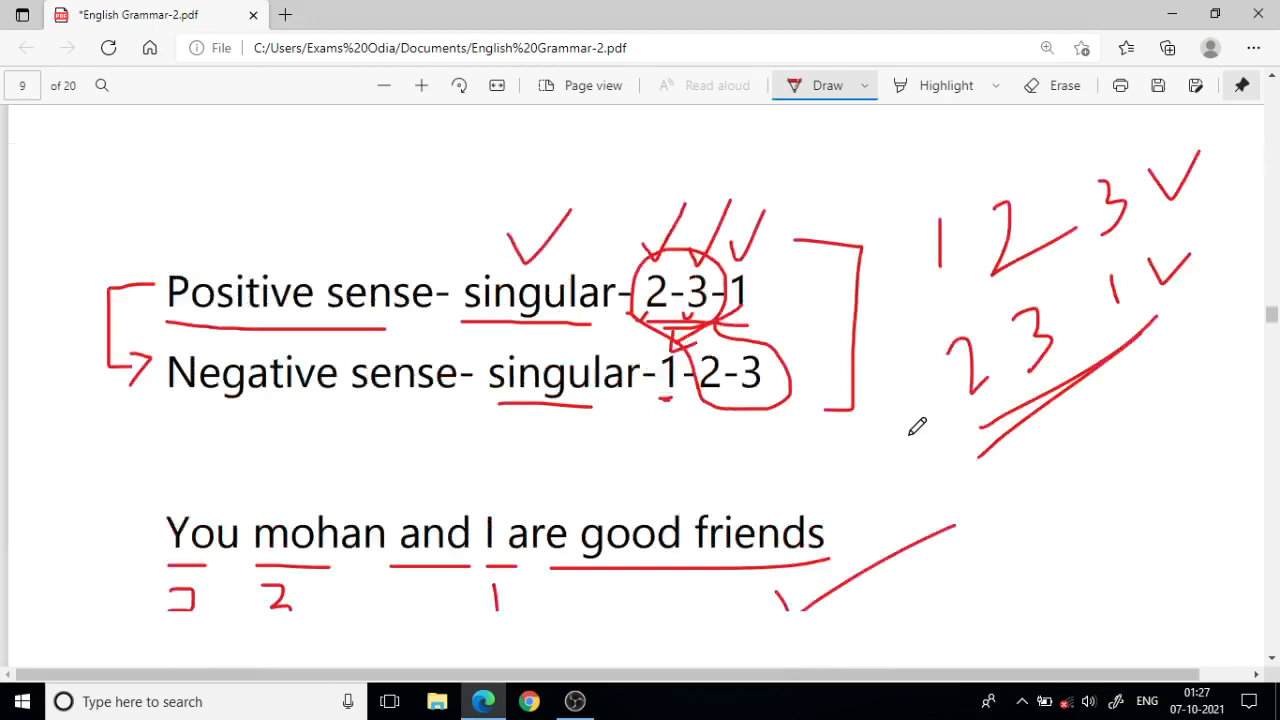 *English Grammar-2.pdf
File C:/Users/Exams%20Odia/Documents/English%20Grammar-2.pdf
9 of 20 Page view Read aloud Draw Highlight Erase
1 2 3
Positive sense- singular- 2-3-1
2 3 1
Negative sense- singular-1-2-3
You mohan and I are good friends
1
Type here to search ENG 01:27
07-10-2021